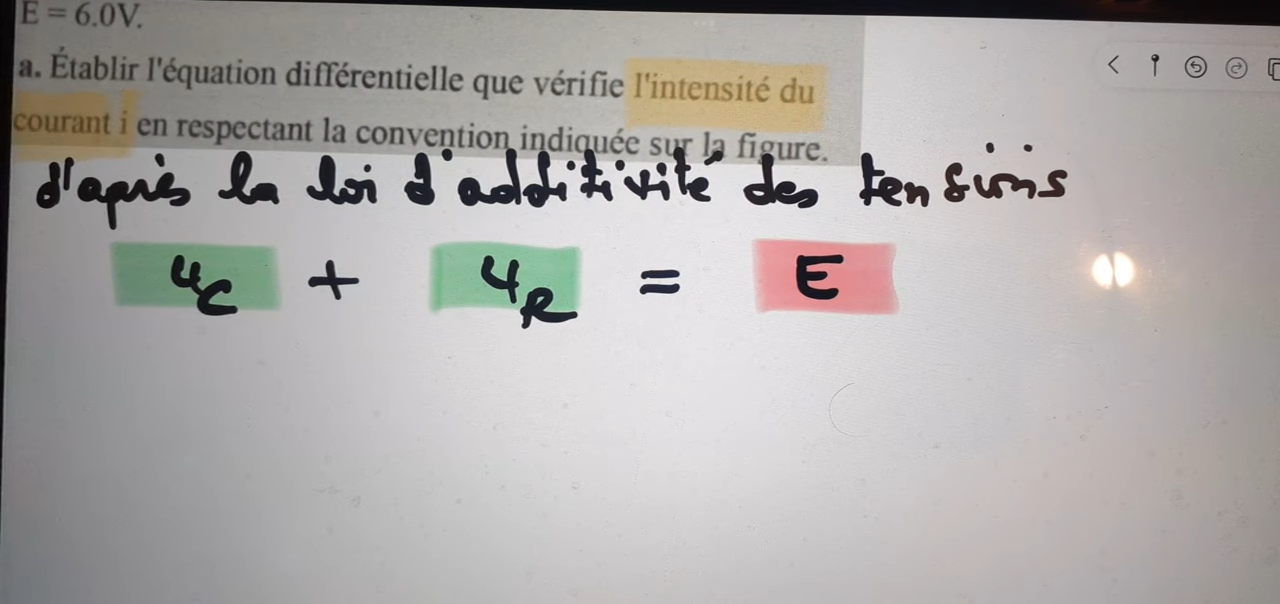 E = 6.0V.
a. Établir l'équation différentielle que vérifie l'intensité du
courant i en respectant la convention indiquée sur la figure.
d'après la loi d'additivité des tensions
u_C + u_R = E